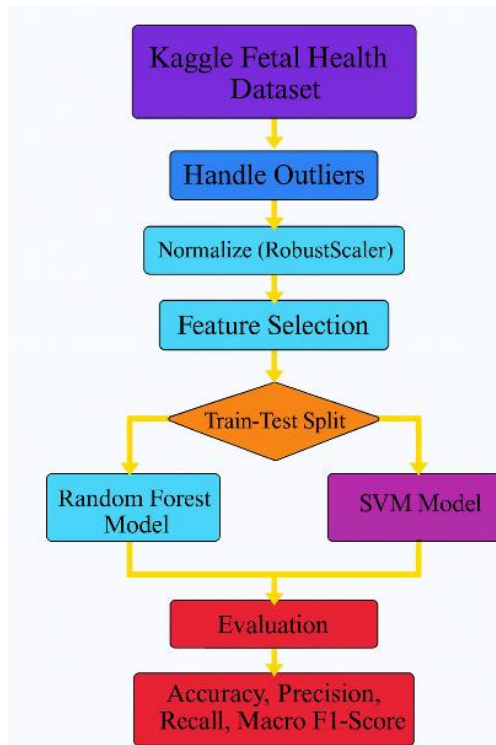 Kaggle Fetal Health
Dataset
Handle Outliers
Normalize (RobustScaler)
Feature Selection
Train-Test Split
Random Forest
Model
SVM Model
Evaluation
Accuracy, Precision,
Recall, Macro F1-Score